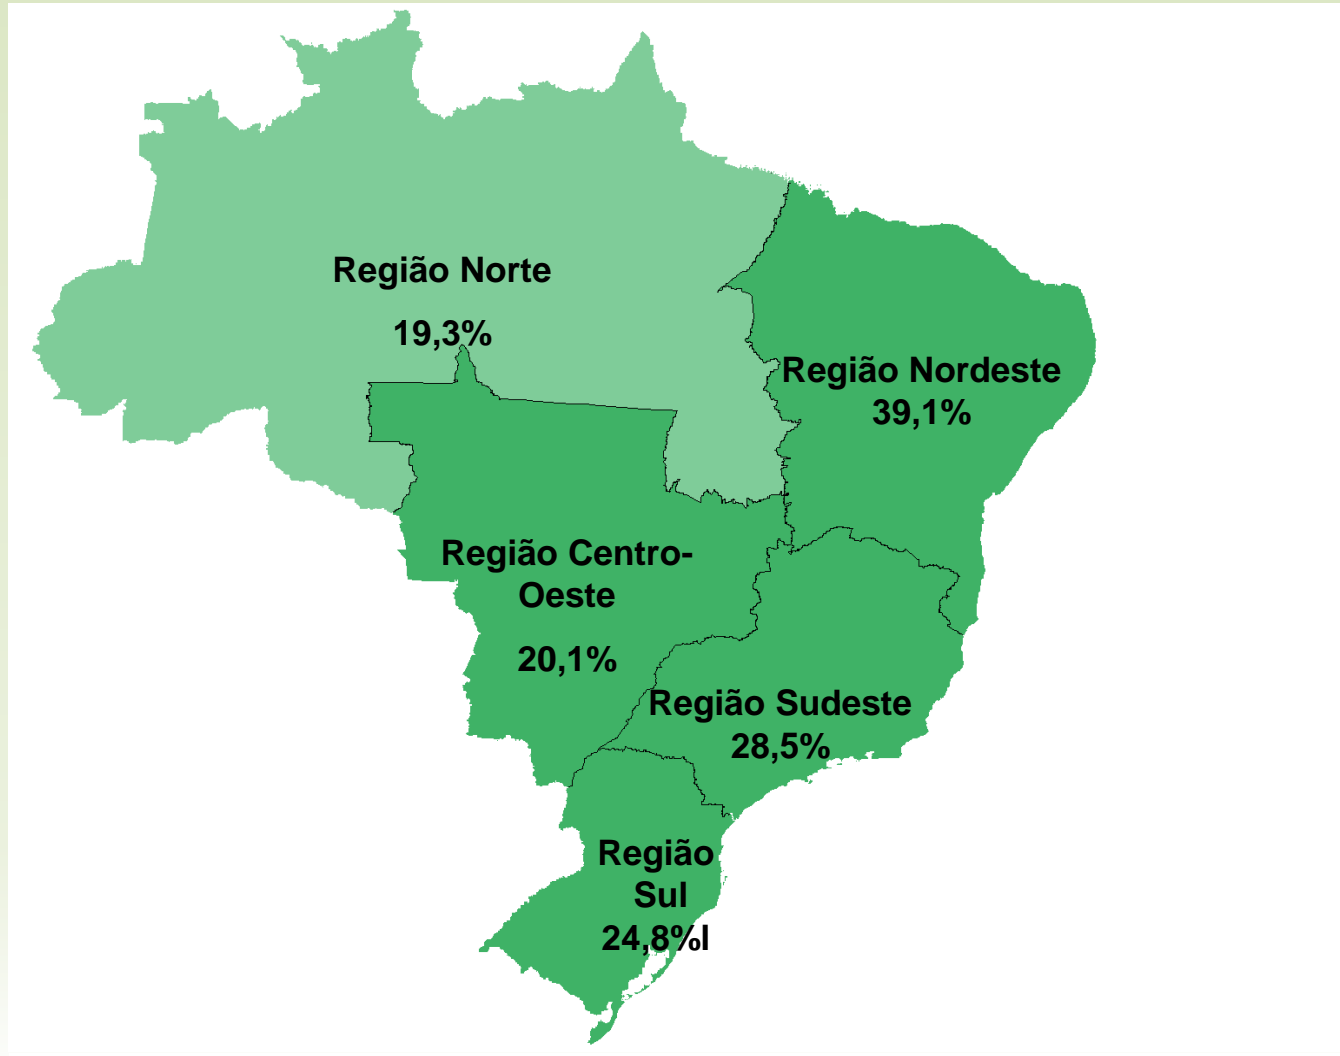 Região Norte
19,3%
Região Nordeste
39,1%
Região Centro-
Oeste
20,1%
Região Sudeste
28,5%
Região
Sul
24,8%l